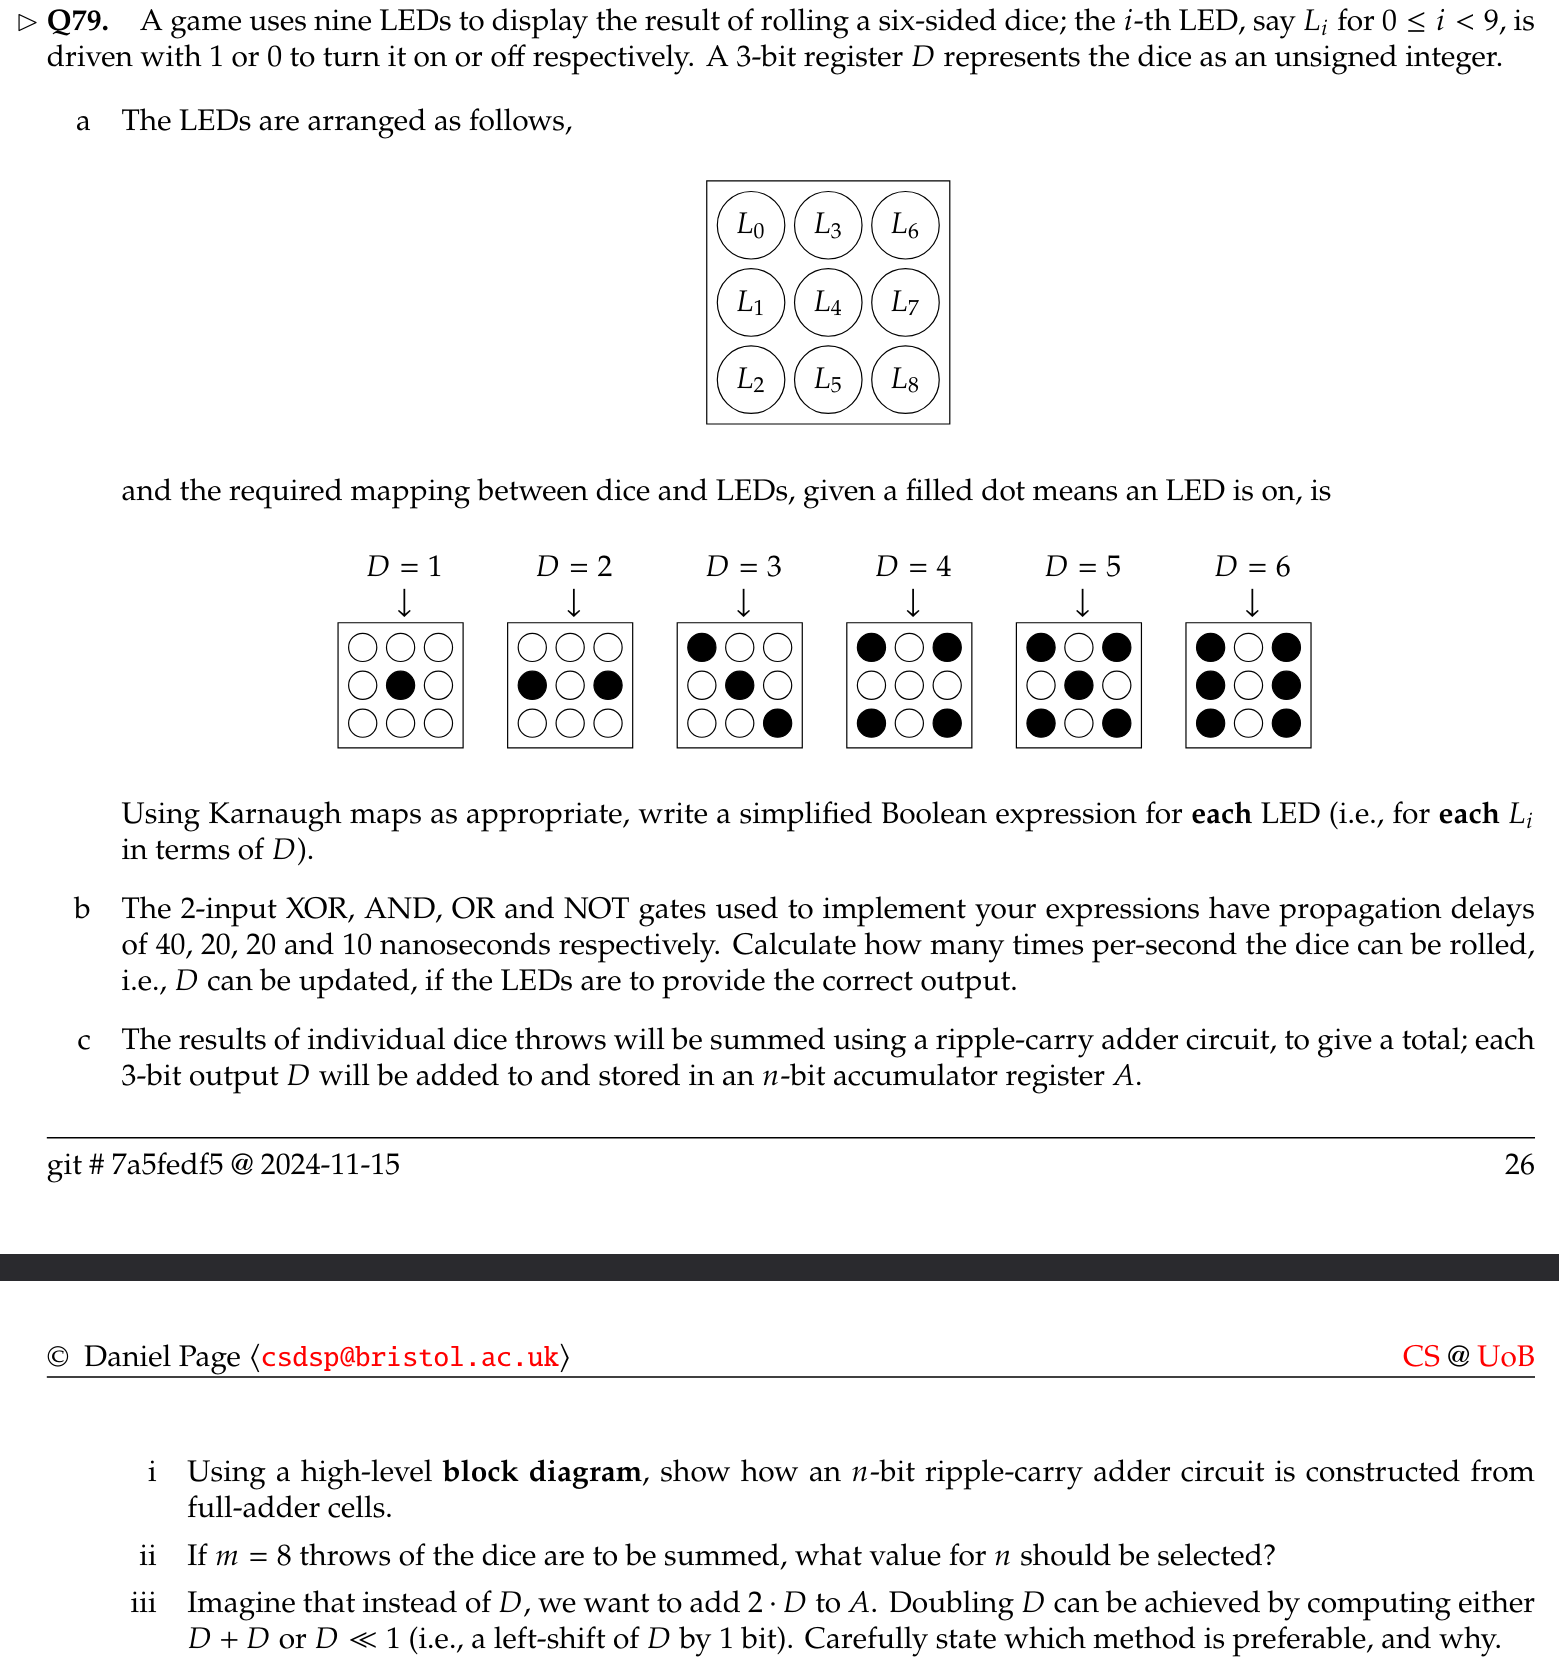 ▷ Q79. A game uses nine LEDs to display the result of rolling a six-sided dice; the i-th LED, say L_i for 0 ≤ i < 9, is
driven with 1 or 0 to turn it on or off respectively. A 3-bit register D represents the dice as an unsigned integer.
a The LEDs are arranged as follows,
L_0 L_3 L_6
L_1 L_4 L_7
L_2 L_5 L_8
and the required mapping between dice and LEDs, given a filled dot means an LED is on, is
D = 1 D = 2 D = 3 D = 4 D = 5 D = 6
↓ ↓ ↓ ↓ ↓ ↓
Using Karnaugh maps as appropriate, write a simplified Boolean expression for each LED (i.e., for each L_i
in terms of D).
b The 2-input XOR, AND, OR and NOT gates used to implement your expressions have propagation delays
of 40, 20, 20 and 10 nanoseconds respectively. Calculate how many times per-second the dice can be rolled,
i.e., D can be updated, if the LEDs are to provide the correct output.
c The results of individual dice throws will be summed using a ripple-carry adder circuit, to give a total; each
3-bit output D will be added to and stored in an n-bit accumulator register A.
git # 7a5fedf5 @ 2024-11-15 26
© Daniel Page ⟨csdsp@bristol.ac.uk⟩ CS @ UoB
i Using a high-level block diagram, show how an n-bit ripple-carry adder circuit is constructed from
full-adder cells.
ii If m = 8 throws of the dice are to be summed, what value for n should be selected?
iii Imagine that instead of D, we want to add 2 · D to A. Doubling D can be achieved by computing either
D + D or D ≪ 1 (i.e., a left-shift of D by 1 bit). Carefully state which method is preferable, and why.